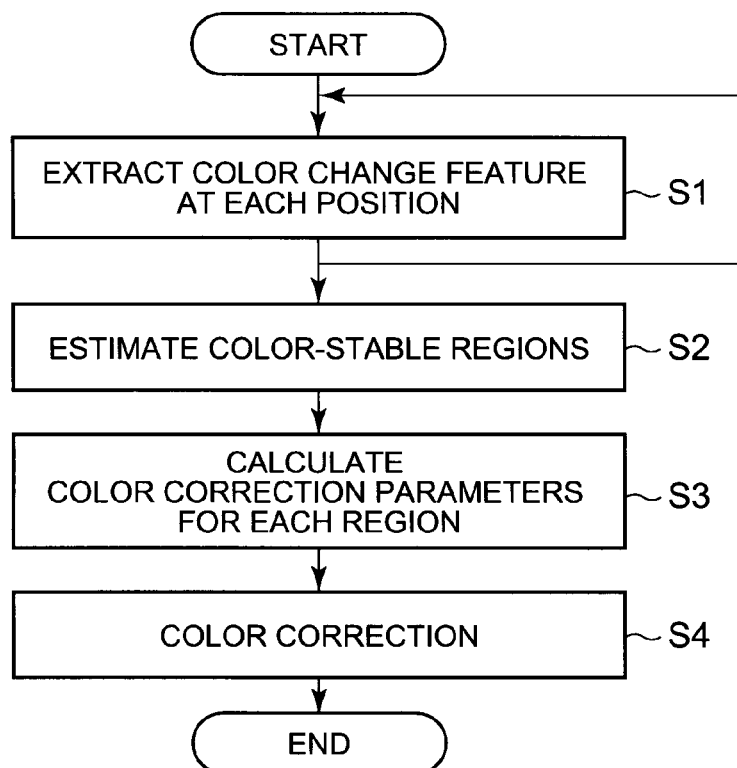 START
EXTRACT COLOR CHANGE FEATURE
AT EACH POSITION
S1
ESTIMATE COLOR-STABLE REGIONS
S2
CALCULATE
COLOR CORRECTION PARAMETERS
FOR EACH REGION
S3
COLOR CORRECTION
S4
END